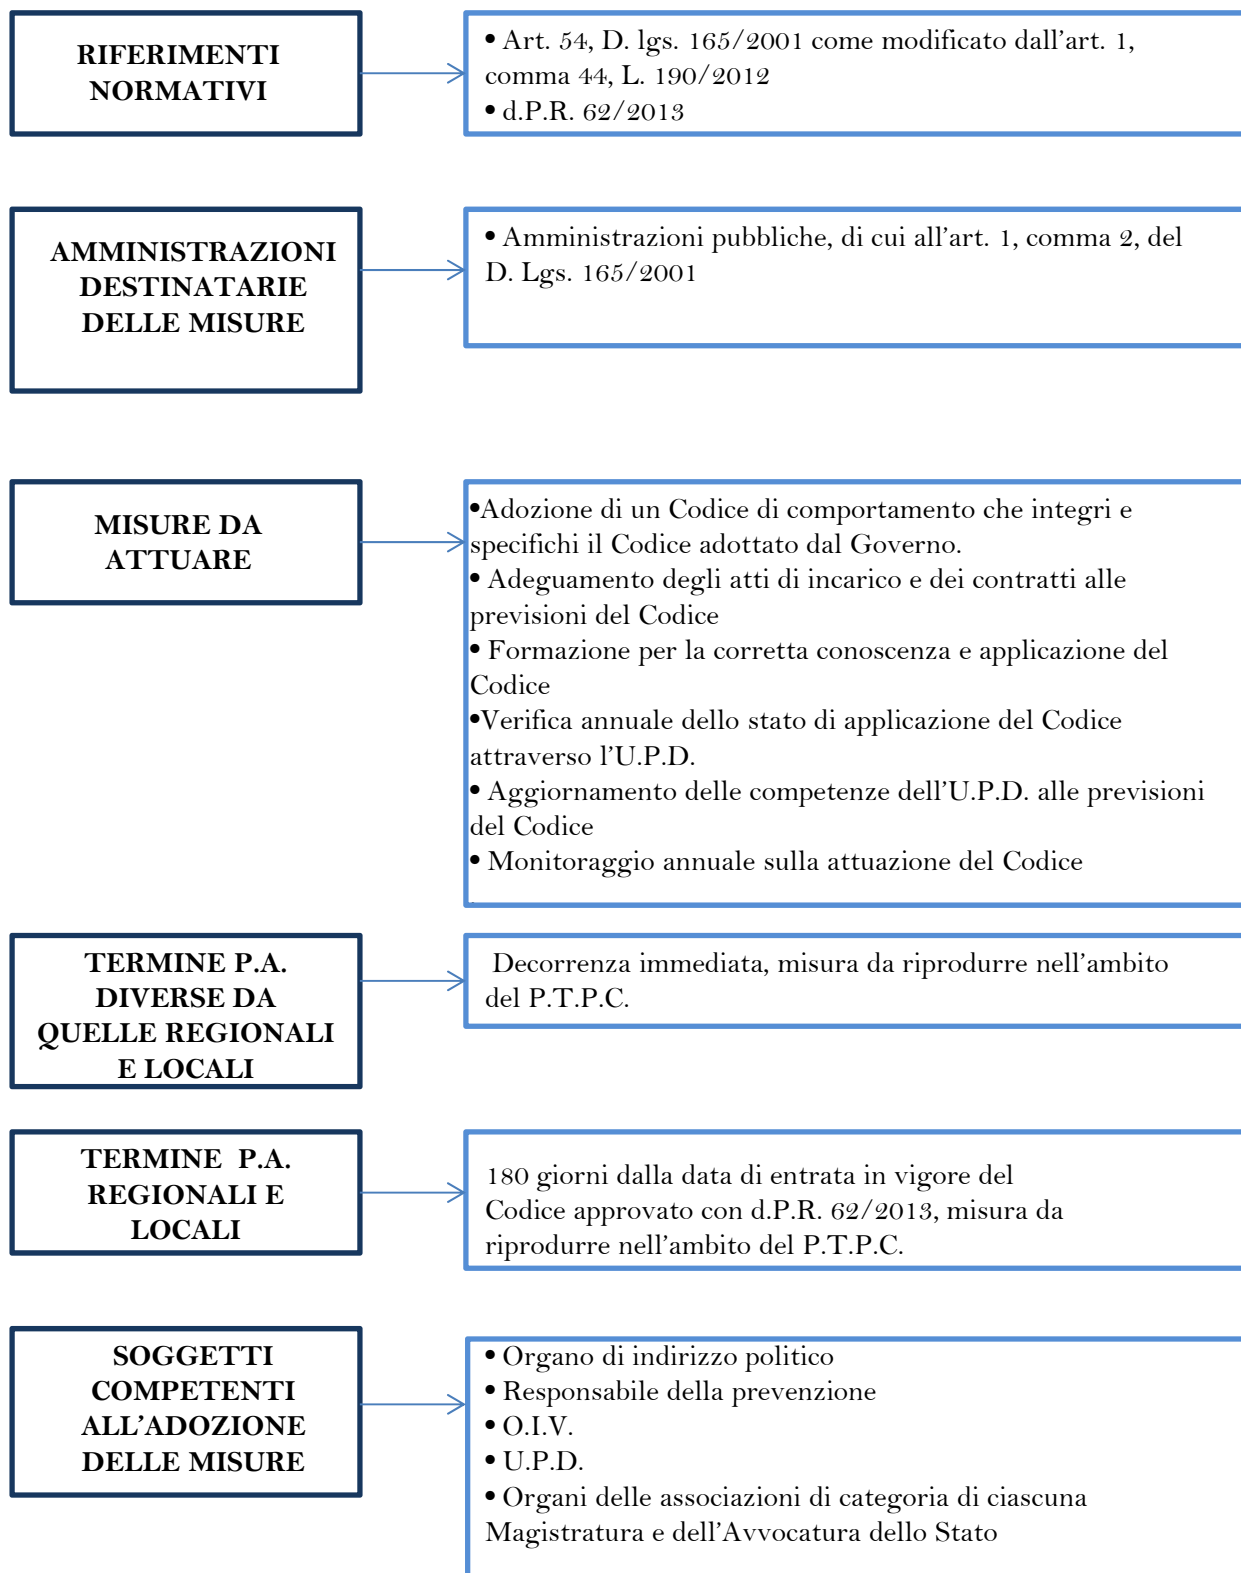 RIFERIMENTI
NORMATIVI
• Art. 54, D. lgs. 165/2001 come modificato dall'art. 1,
comma 44, L. 190/2012
• d.P.R. 62/2013
AMMINISTRAZIONI
DESTINATARIE
DELLE MISURE
• Amministrazioni pubbliche, di cui all'art. 1, comma 2, del
D. Lgs. 165/2001
MISURE DA
ATTUARE
•Adozione di un Codice di comportamento che integri e
specifichi il Codice adottato dal Governo.
• Adeguamento degli atti di incarico e dei contratti alle
previsioni del Codice
• Formazione per la corretta conoscenza e applicazione del
Codice
•Verifica annuale dello stato di applicazione del Codice
attraverso l'U.P.D.
• Aggiornamento delle competenze dell'U.P.D. alle previsioni
del Codice
• Monitoraggio annuale sulla attuazione del Codice
TERMINE P.A.
DIVERSE DA
QUELLE REGIONALI
E LOCALI
Decorrenza immediata, misura da riprodurre nell'ambito
del P.T.P.C.
TERMINE P.A.
REGIONALI E
LOCALI
180 giorni dalla data di entrata in vigore del
Codice approvato con d.P.R. 62/2013, misura da
riprodurre nell'ambito del P.T.P.C.
SOGGETTI
COMPETENTI
ALL'ADOZIONE
DELLE MISURE
• Organo di indirizzo politico
• Responsabile della prevenzione
• O.I.V.
• U.P.D.
• Organi delle associazioni di categoria di ciascuna
Magistratura e dell'Avvocatura dello Stato